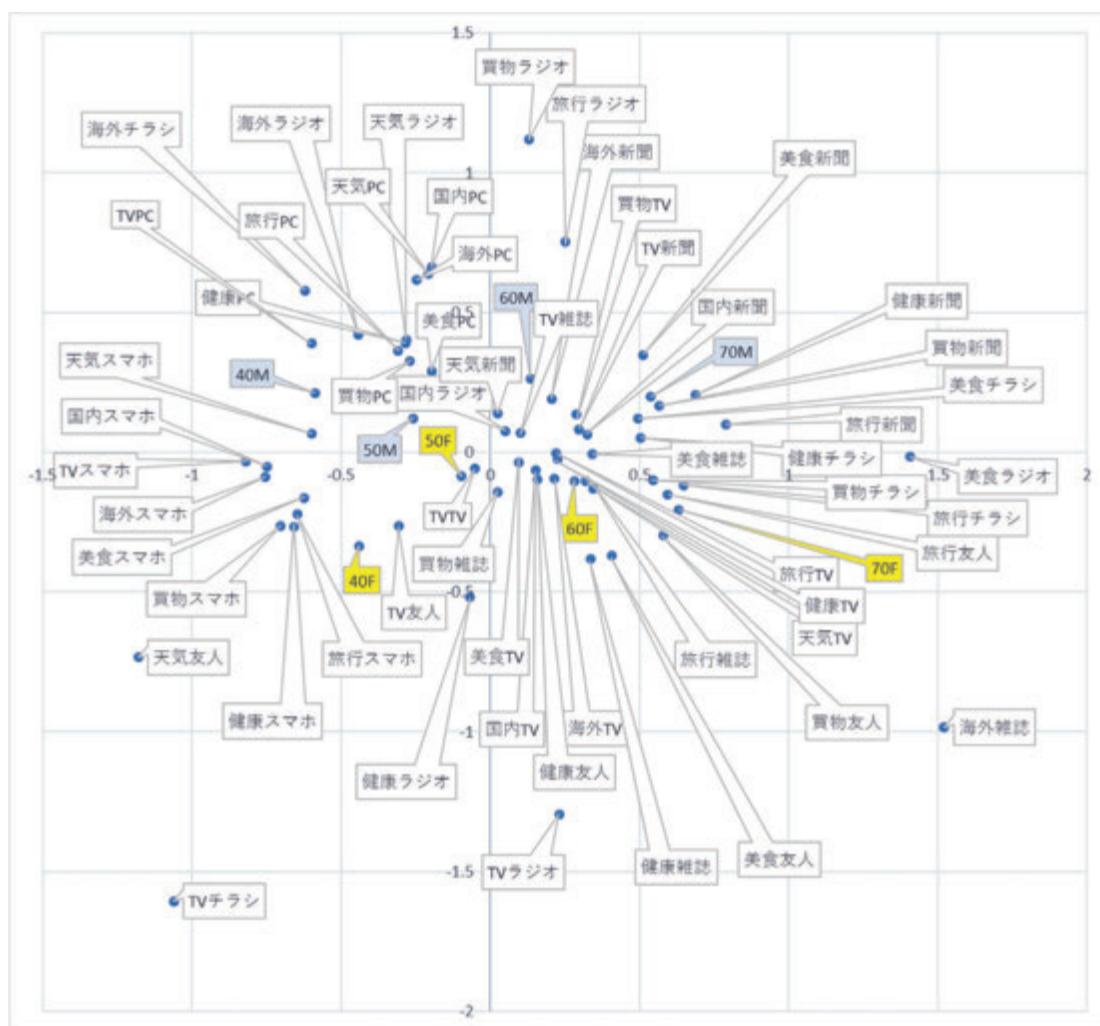 1.5
買物ラジオ
旅行ラジオ
海外チラシ
海外ラジオ
天気ラジオ
海外新聞
美食新聞
1
天気PC
国内PC
TVPC
旅行PC
買物TV
海外PC
TV新聞
健康PC
60M
0.5
美食PC
TV雑誌
国内新聞
健康新聞
天気スマホ
天気新聞
70M
買物新聞
40M
買物PC
国内ラジオ
美食チラシ
国内スマホ
50M
50F
旅行新聞
TVスマホ
-1.5
-1
-0.5
0
0.5
1
1.5
2
美食雑誌
健康チラシ
美食ラジオ
買物チラシ
海外スマホ
TVTV
60F
旅行チラシ
美食スマホ
買物雑誌
旅行友人
40F
旅行TV
70F
買物スマホ
TV友人
-0.5
健康TV
天気TV
天気友人
旅行スマホ
美食TV
旅行雑誌
健康スマホ
-1
国内TV
海外TV
買物友人
海外雑誌
健康ラジオ
健康友人
TVラジオ
健康雑誌
美食友人
-1.5
TVチラシ
-2